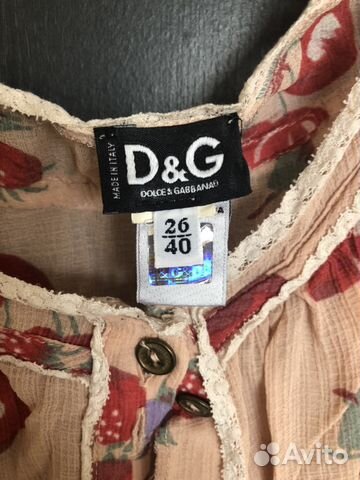 MADE IN ITALY
D&G
DOLCE & GABBANA
26
40
D&G
Avito